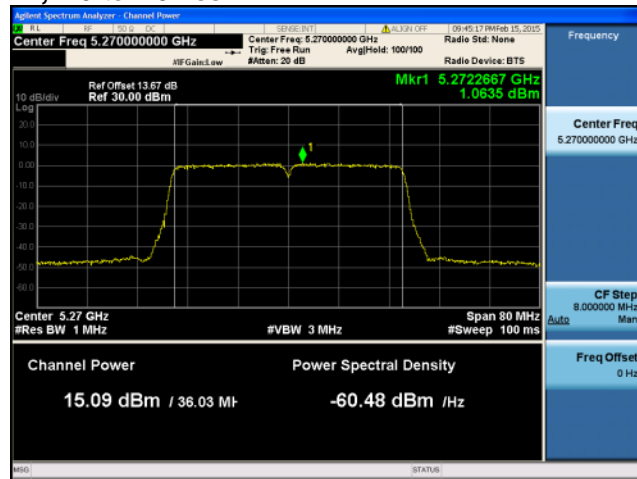 Agilent Spectrum Analyzer - Channel Power
RL RF 50 Ω DC SENSE:INT ALIGN OFF 09:45:17 PM Feb 15, 2015
Center Freq 5.270000000 GHz
Center Freq: 5.270000000 GHz
Radio Std: None
Trig: Free Run Avg|Hold: 100/100
#IFGain:Low #Atten: 20 dB Radio Device: BTS
Frequency
Ref Offset 13.67 dB
10 dB/div Ref 30.00 dBm
Log
Mkr1 5.2722667 GHz
1.0635 dBm
20.0
10.0
0.00
-10.0
-20.0
-30.0
-40.0
-50.0
-60.0
1
Center Freq
5.270000000 GHz
Center 5.27 GHz Span 80 MHz
#Res BW 1 MHz #VBW 3 MHz #Sweep 100 ms
CF Step
8.000000 MHz
Auto Man
Channel Power Power Spectral Density
15.09 dBm / 36.03 MH -60.48 dBm /Hz
Freq Offset
0 Hz
MSG STATUS